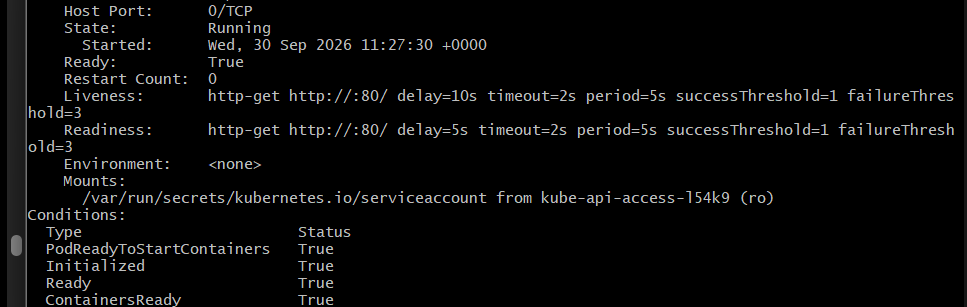 Host Port:      0/TCP
State:          Running
Started:      Wed, 30 Sep 2026 11:27:30 +0000
Ready:          True
Restart Count:  0
Liveness:       http-get http://:80/ delay=10s timeout=2s period=5s successThreshold=1 failureThres
hold=3
Readiness:      http-get http://:80/ delay=5s timeout=2s period=5s successThreshold=1 failureThresh
old=3
Environment:    <none>
Mounts:
/var/run/secrets/kubernetes.io/serviceaccount from kube-api-access-l54k9 (ro)
Conditions:
Type                        Status
PodReadyToStartContainers   True
Initialized                 True
Ready                       True
ContainersReady             True